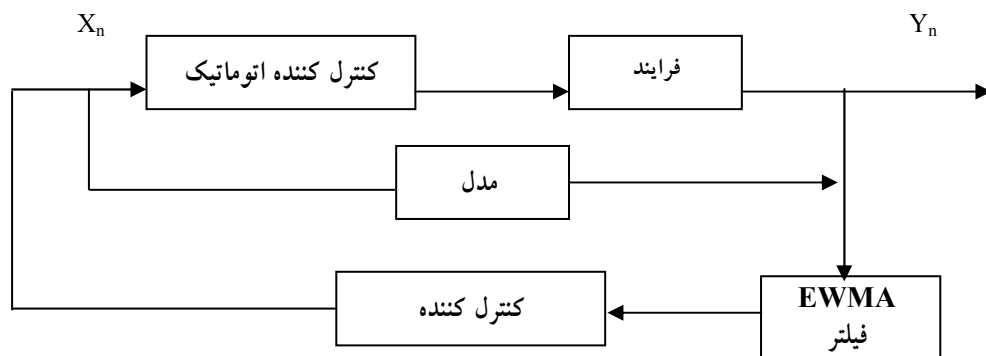 Xn
Yn
کنترل کننده اتوماتیک
فرایند
مدل
کنترل کننده
EWMA
فیلتر